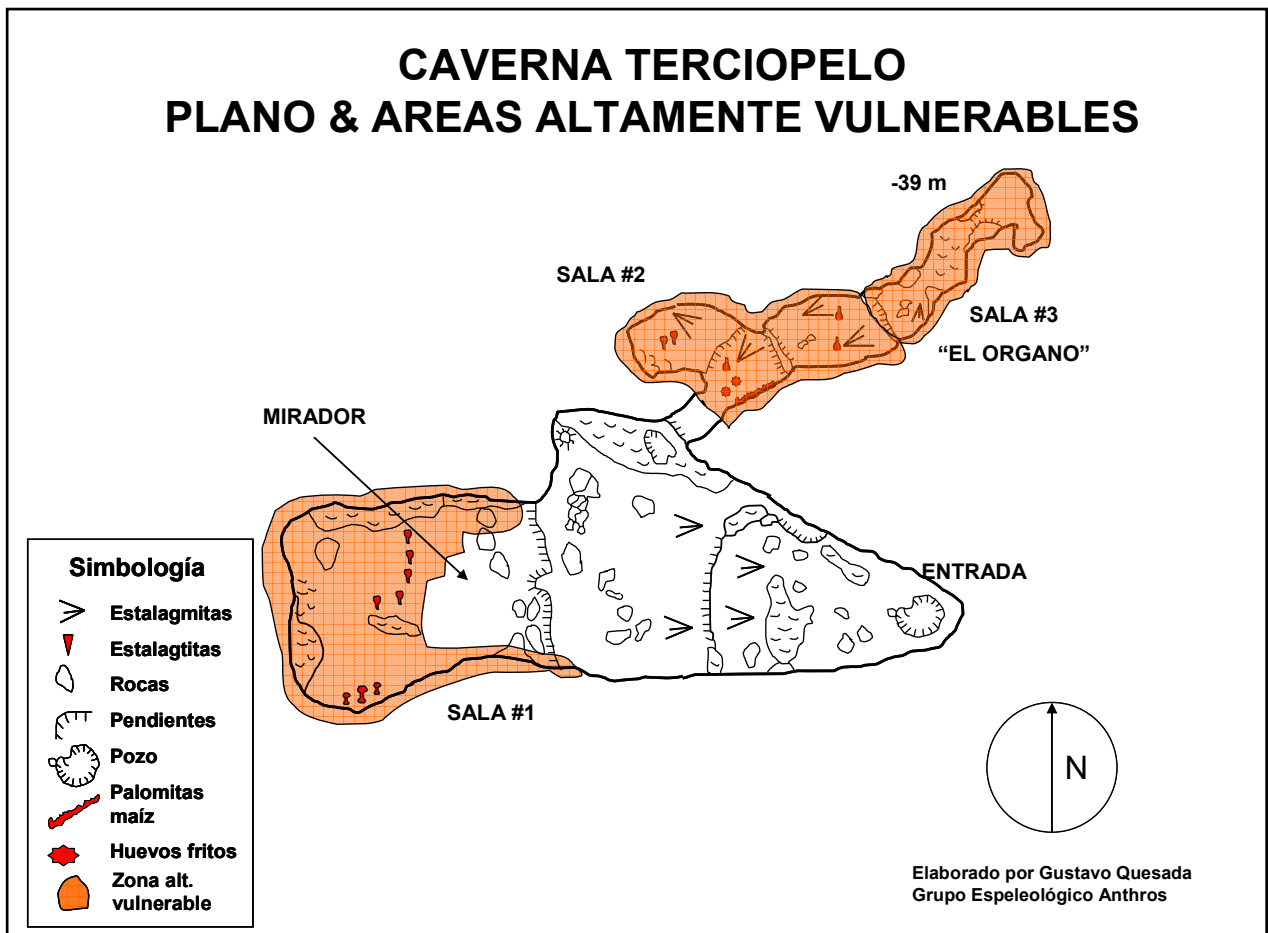 CAVERNA TERCIOPELO
PLANO & AREAS ALTAMENTE VULNERABLES
-39 m
SALA #2
SALA #3
“EL ORGANO”
MIRADOR
ENTRADA
SALA #1
Simbología
Estalagmitas
Estalagtitas
Rocas
Pendientes
Pozo
Palomitas
maíz
Huevos fritos
Zona alt.
vulnerable
N
Elaborado por Gustavo Quesada
Grupo Espeleológico Anthros